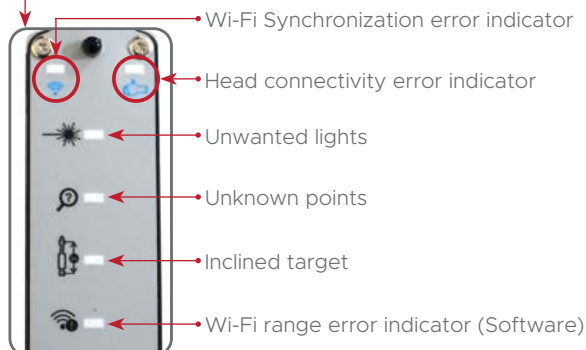 Wi-Fi Synchronization error indicator
Head connectivity error indicator
Unwanted lights
Unknown points
Inclined target
Wi-Fi range error indicator (Software)